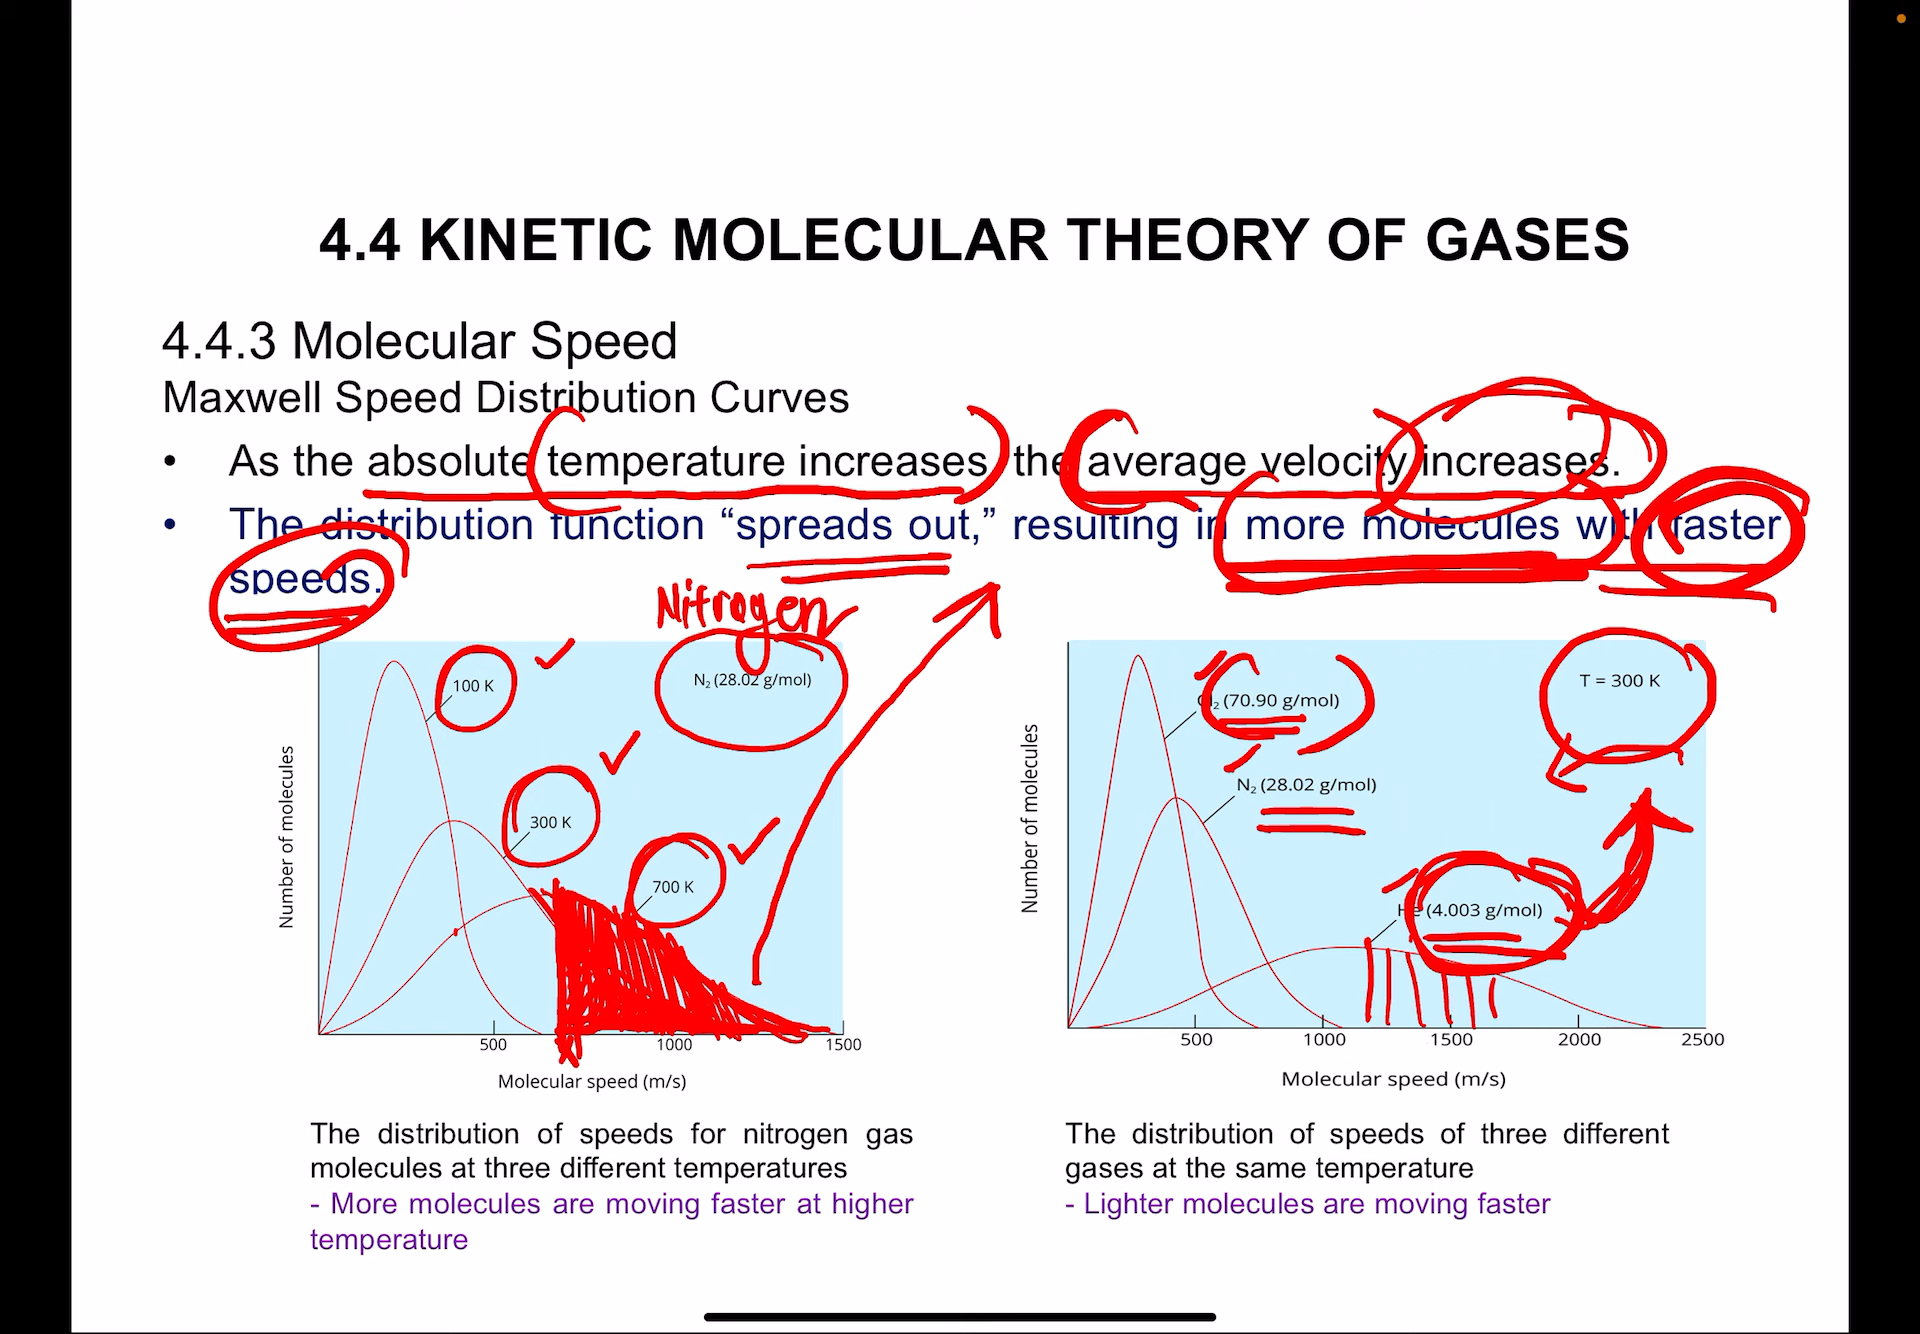 4.4 KINETIC MOLECULAR THEORY OF GASES
4.4.3 Molecular Speed
Maxwell Speed Distribution Curves
• As the absolute temperature increases, the average velocity increases.
• The distribution function “spreads out,” resulting in more molecules with faster
speeds.
Nitrogen
100 K
N₂ (28.02 g/mol)
300 K
700 K
Number of molecules
500 1000 1500
Molecular speed (m/s)
The distribution of speeds for nitrogen gas
molecules at three different temperatures
- More molecules are moving faster at higher
temperature
Cl₂ (70.90 g/mol)
T = 300 K
N₂ (28.02 g/mol)
He (4.003 g/mol)
Number of molecules
500 1000 1500 2000 2500
Molecular speed (m/s)
The distribution of speeds of three different
gases at the same temperature
- Lighter molecules are moving faster